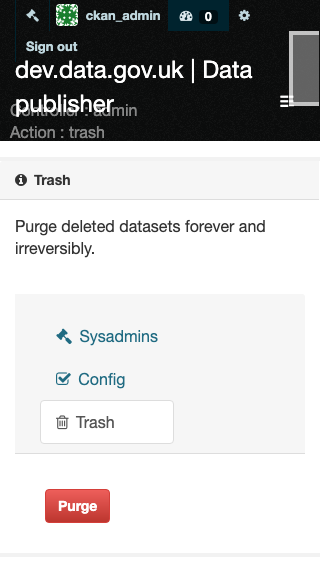 ckan_admin 0
Sign out
dev.data.gov.uk | Data
publisher
Controller : admin
Action : trash
Trash
Purge deleted datasets forever and
irreversibly.
Sysadmins
Config
Trash
Purge